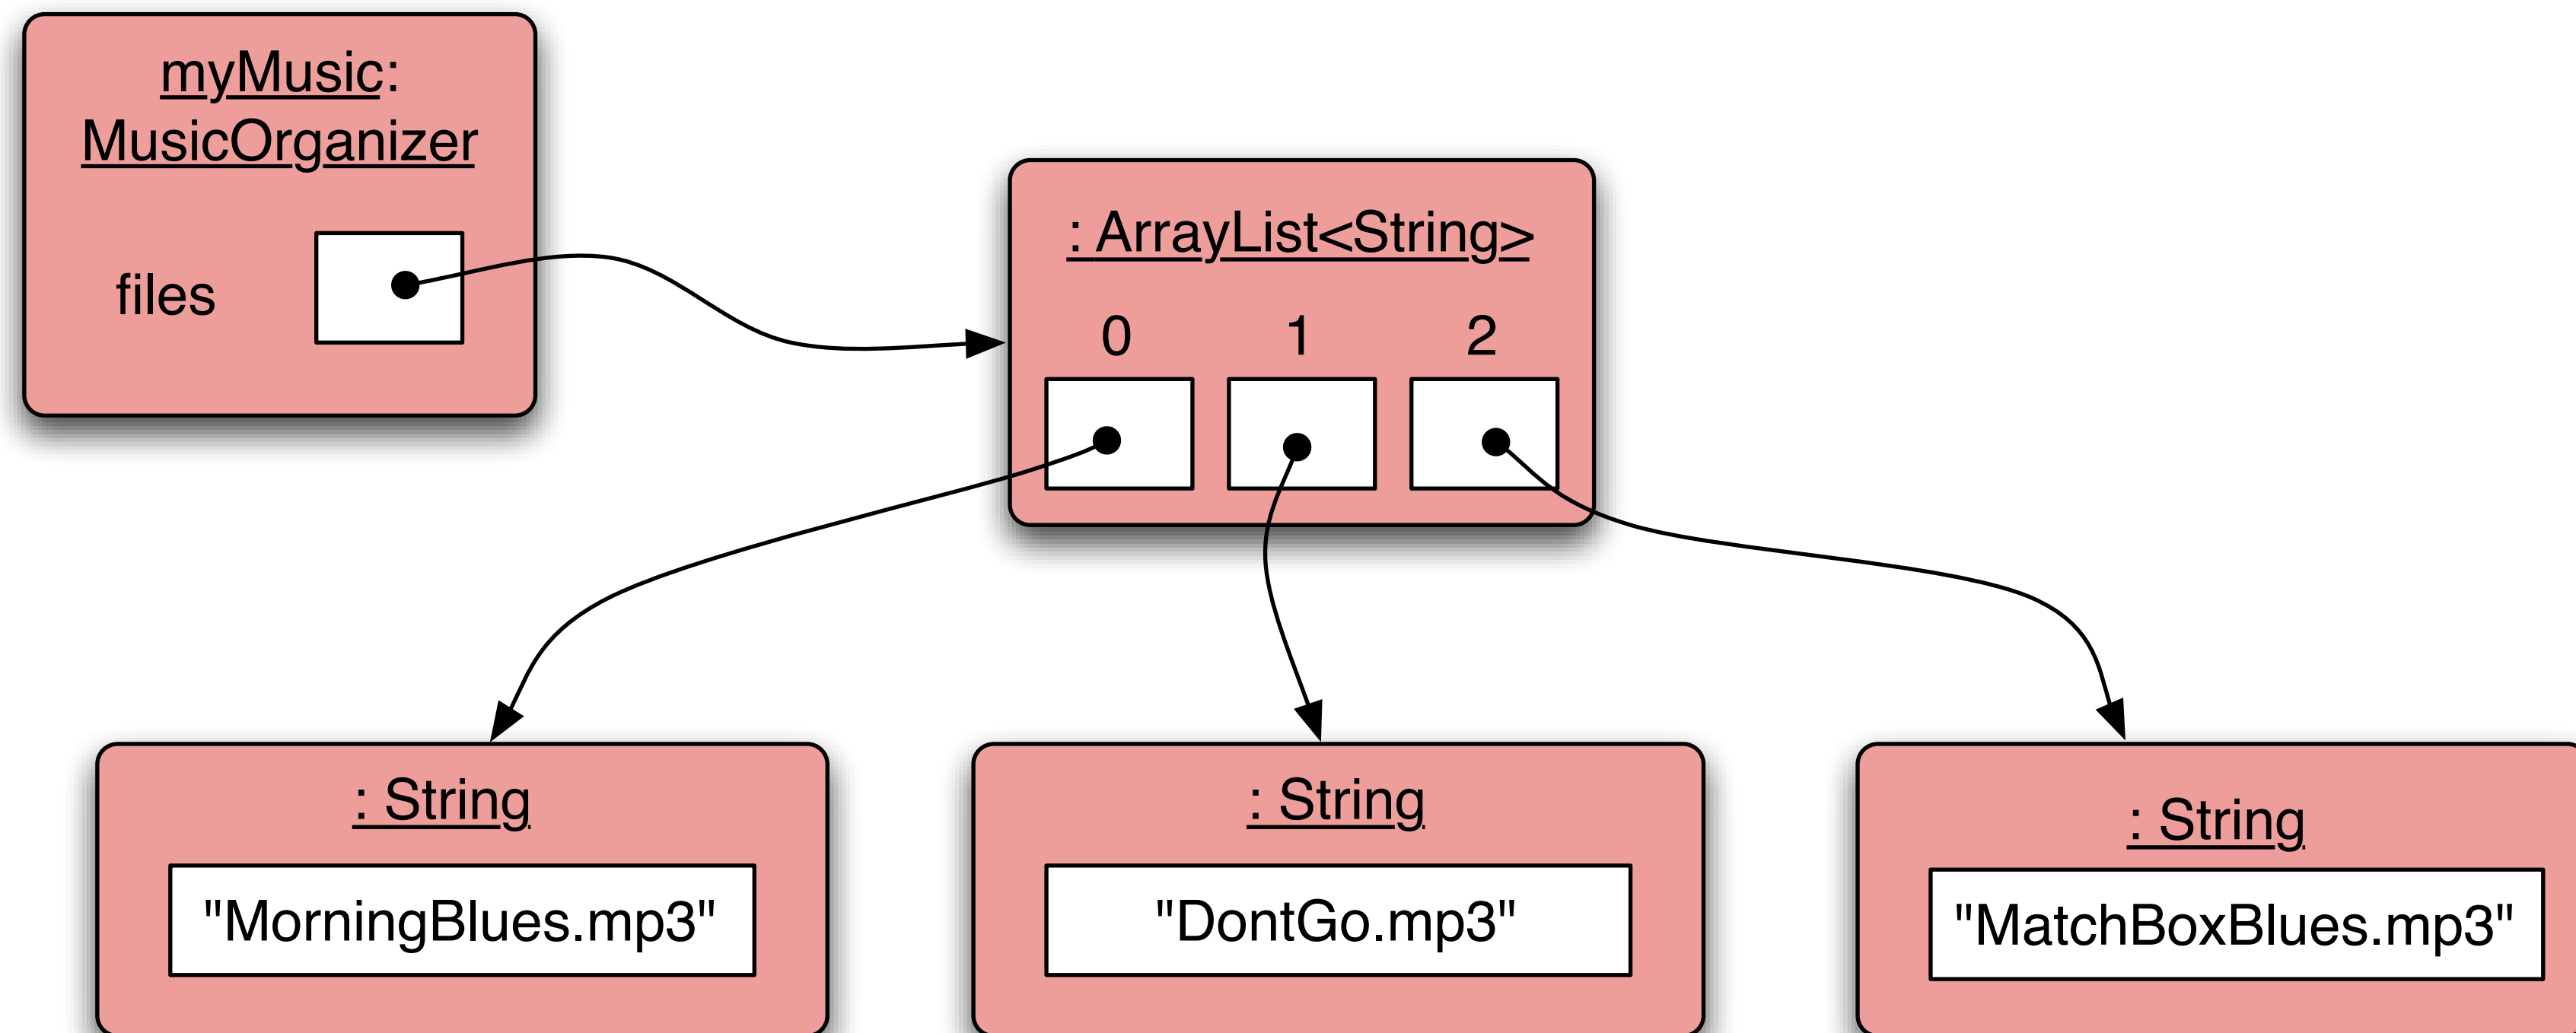 myMusic:
MusicOrganizer
files
: ArrayList<String>
0 1 2
: String
"MorningBlues.mp3"
: String
"DontGo.mp3"
: String
"MatchBoxBlues.mp3"